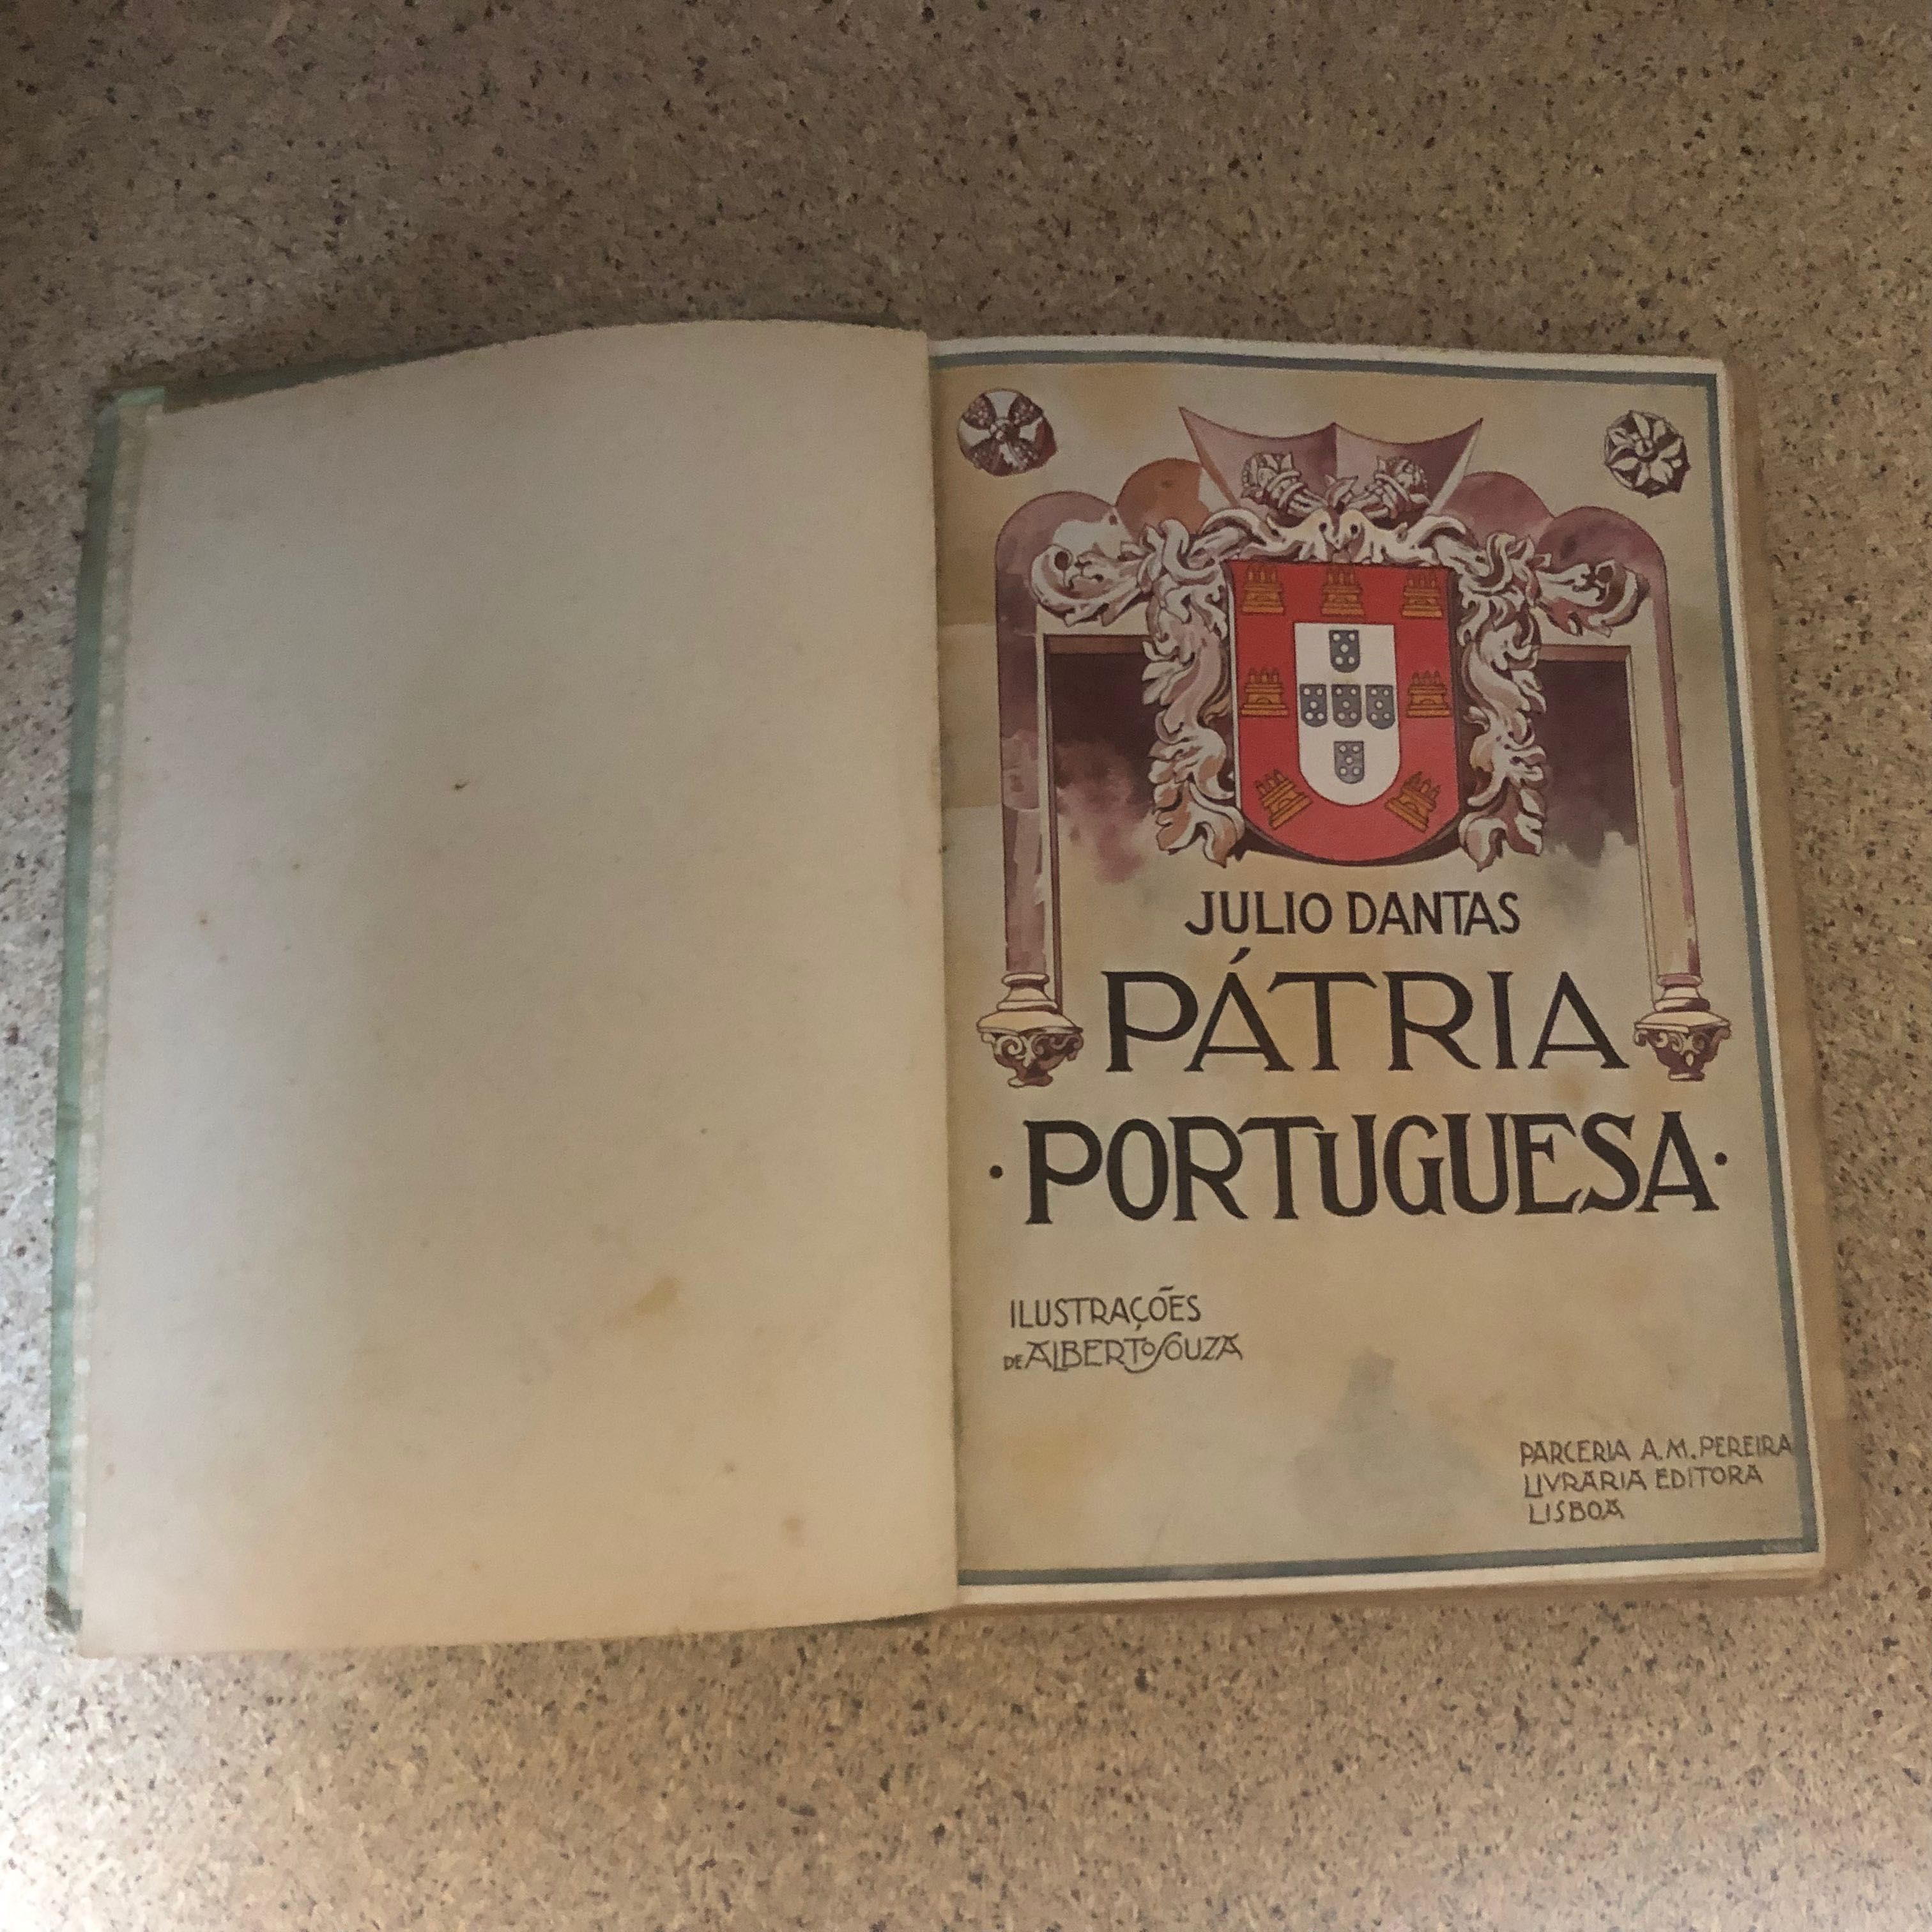 JULIO DANTAS
PÁTRIA
· PORTUGUESA ·
ILUSTRAÇÕES
DE ALBERTO SOUZA
PARCERIA A. M. PEREIRA
LIVRARIA EDITORA
LISBOA